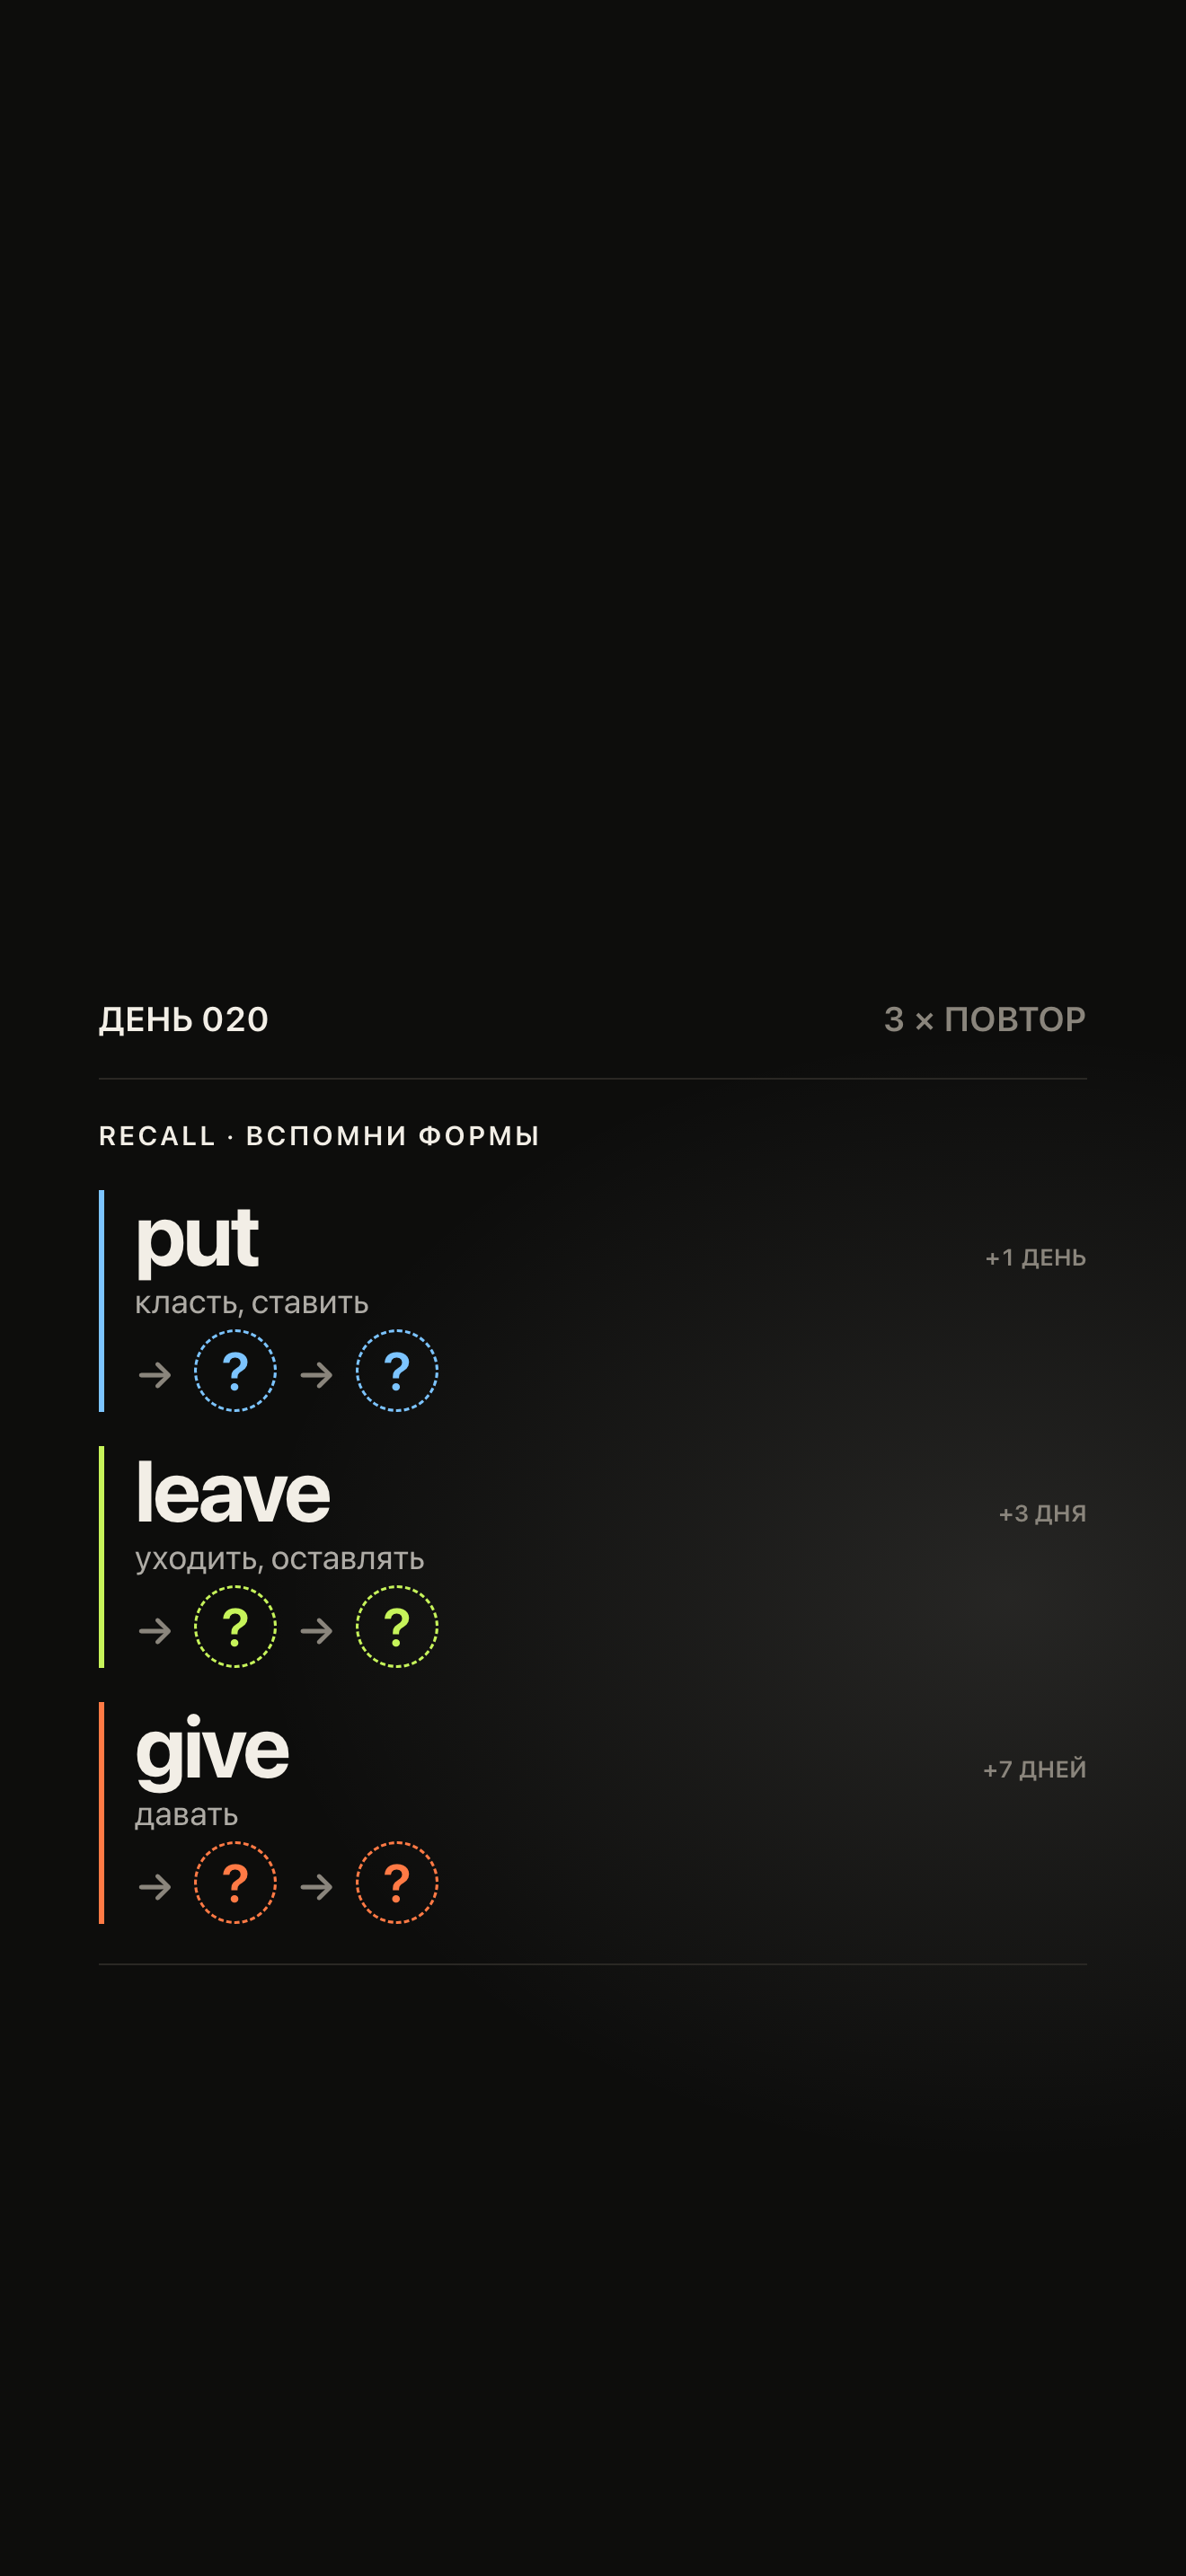 ДЕНЬ 020
3 × ПОВТОР
RECALL · ВСПОМНИ ФОРМЫ
put
+1 ДЕНЬ
класть, ставить
→ ? → ?
leave
+3 ДНЯ
уходить, оставлять
→ ? → ?
give
+7 ДНЕЙ
давать
→ ? → ?